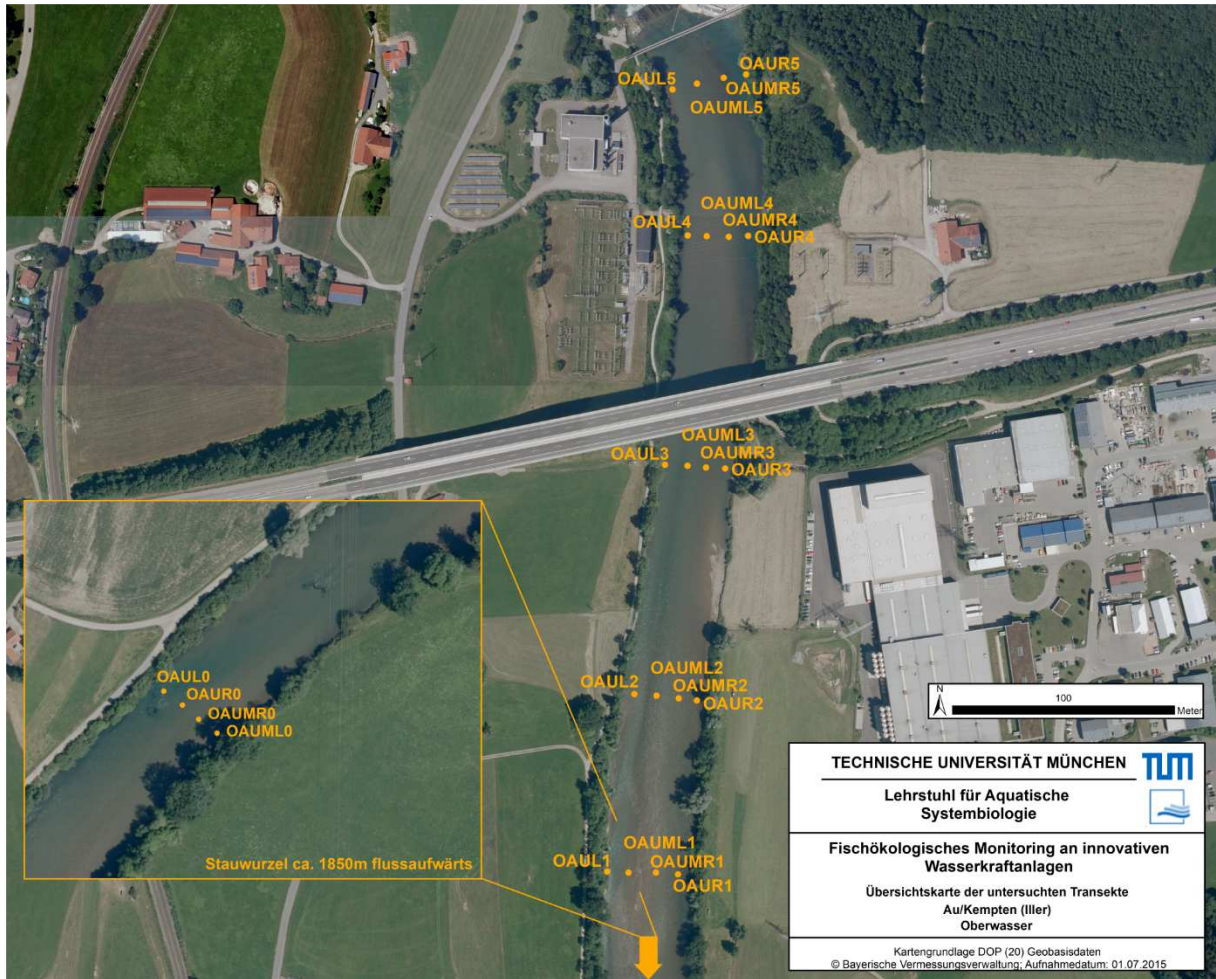 OAUR5
OAUL5
OAUMR5
OAUML5
OAUML4
OAUL4
OAUMR4
OAUR4
OAUML3
OAUL3
OAUMR3
OAUR3
OAUL0
OAUR0
OAUMR0
OAUML0
Stauwurzel ca. 1850m flussaufwärts
OAUML2
OAUL2
OAUMR2
OAUR2
OAUML1
OAUL1
OAUMR1
OAUR1
N
100
Meter
TECHNISCHE UNIVERSITÄT MÜNCHEN
TUM
Lehrstuhl für Aquatische
Systembiologie
Fischökologisches Monitoring an innovativen
Wasserkraftanlagen
Übersichtskarte der untersuchten Transekte
Au/Kempten (Iller)
Oberwasser
Kartengrundlage DOP (20) Geobasisdaten
© Bayerische Vermessungsverwaltung; Aufnahmedatum: 01.07.2015